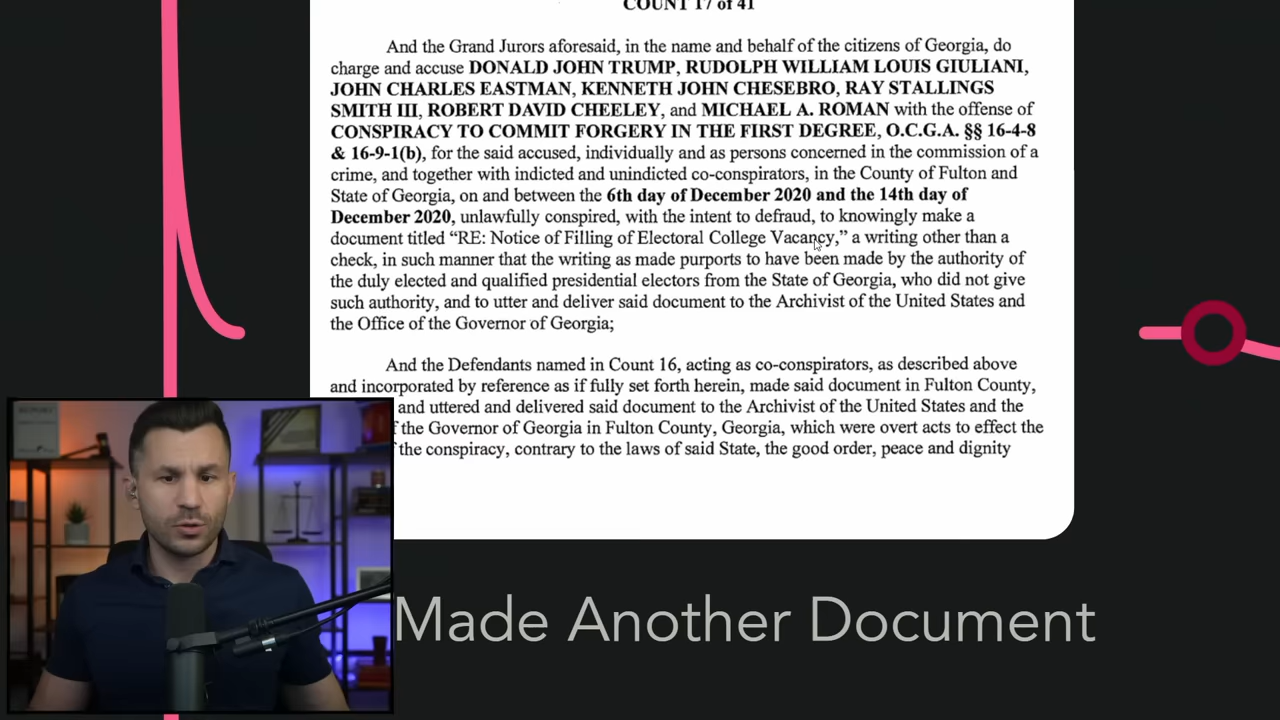 COUNT 17 of 41
And the Grand Jurors aforesaid, in the name and behalf of the citizens of Georgia, do
charge and accuse DONALD JOHN TRUMP, RUDOLPH WILLIAM LOUIS GIULIANI,
JOHN CHARLES EASTMAN, KENNETH JOHN CHESEBRO, RAY STALLINGS
SMITH III, ROBERT DAVID CHEELEY, and MICHAEL A. ROMAN with the offense of
CONSPIRACY TO COMMIT FORGERY IN THE FIRST DEGREE, O.C.G.A. §§ 16-4-8
& 16-9-1(b), for the said accused, individually and as persons concerned in the commission of a
crime, and together with indicted and unindicted co-conspirators, in the County of Fulton and
State of Georgia, on and between the 6th day of December 2020 and the 14th day of
December 2020, unlawfully conspired, with the intent to defraud, to knowingly make a
document titled “RE: Notice of Filling of Electoral College Vacancy,” a writing other than a
check, in such manner that the writing as made purports to have been made by the authority of
the duly elected and qualified presidential electors from the State of Georgia, who did not give
such authority, and to utter and deliver said document to the Archivist of the United States and
the Office of the Governor of Georgia;
And the Defendants named in Count 16, acting as co-conspirators, as described above
and incorporated by reference as if fully set forth herein, made said document in Fulton County,
and uttered and delivered said document to the Archivist of the United States and the
the Governor of Georgia in Fulton County, Georgia, which were overt acts to effect the
the conspiracy, contrary to the laws of said State, the good order, peace and dignity
Made Another Document